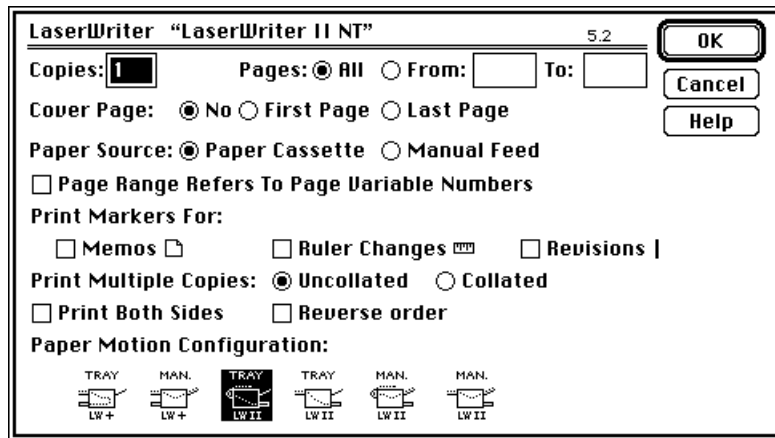 LaserWriter “LaserWriter II NT” 5.2 OK
Copies: 1 Pages: All From: To:
Cancel
Cover Page: No First Page Last Page
Help
Paper Source: Paper Cassette Manual Feed
Page Range Refers To Page Variable Numbers
Print Markers For:
Memos Ruler Changes Revisions
Print Multiple Copies: Uncollated Collated
Print Both Sides Reverse order
Paper Motion Configuration:
TRAY MAN. TRAY TRAY MAN. MAN.
LW+ LW+ LW II LW II LW II LW II